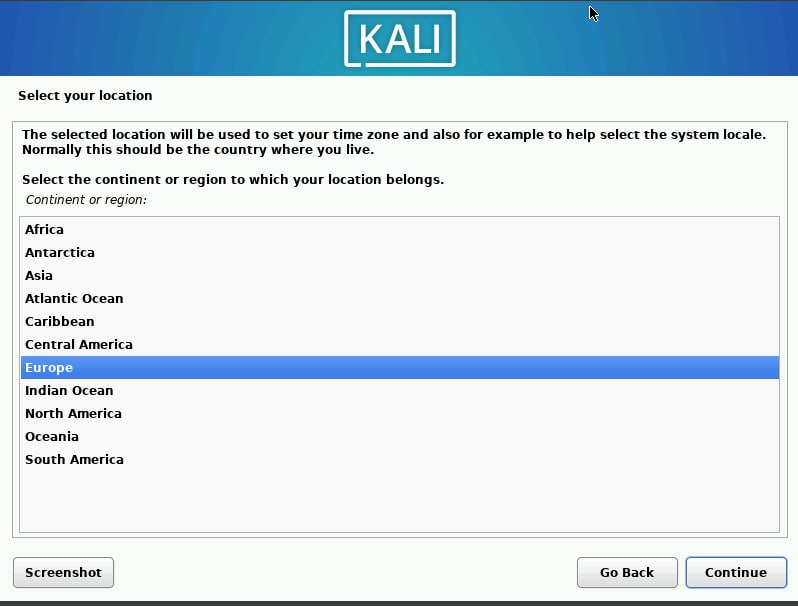 KALI
Select your location
The selected location will be used to set your time zone and also for example to help select the system locale.
Normally this should be the country where you live.
Select the continent or region to which your location belongs.
Continent or region:
Africa
Antarctica
Asia
Atlantic Ocean
Caribbean
Central America
Europe
Indian Ocean
North America
Oceania
South America
Screenshot
Go Back
Continue